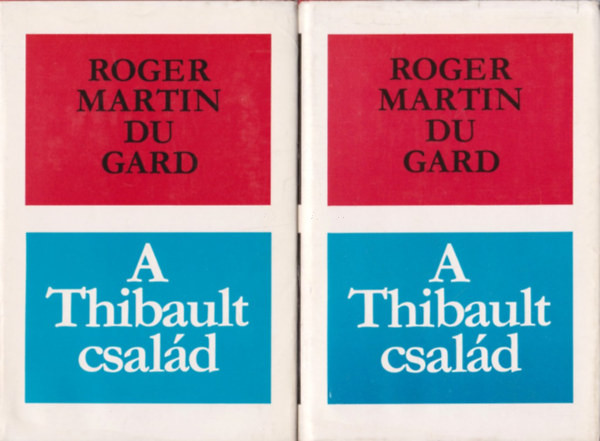 ROGER
MARTIN
DU
GARD
A
Thibault
család
ROGER
MARTIN
DU
GARD
A
Thibault
család